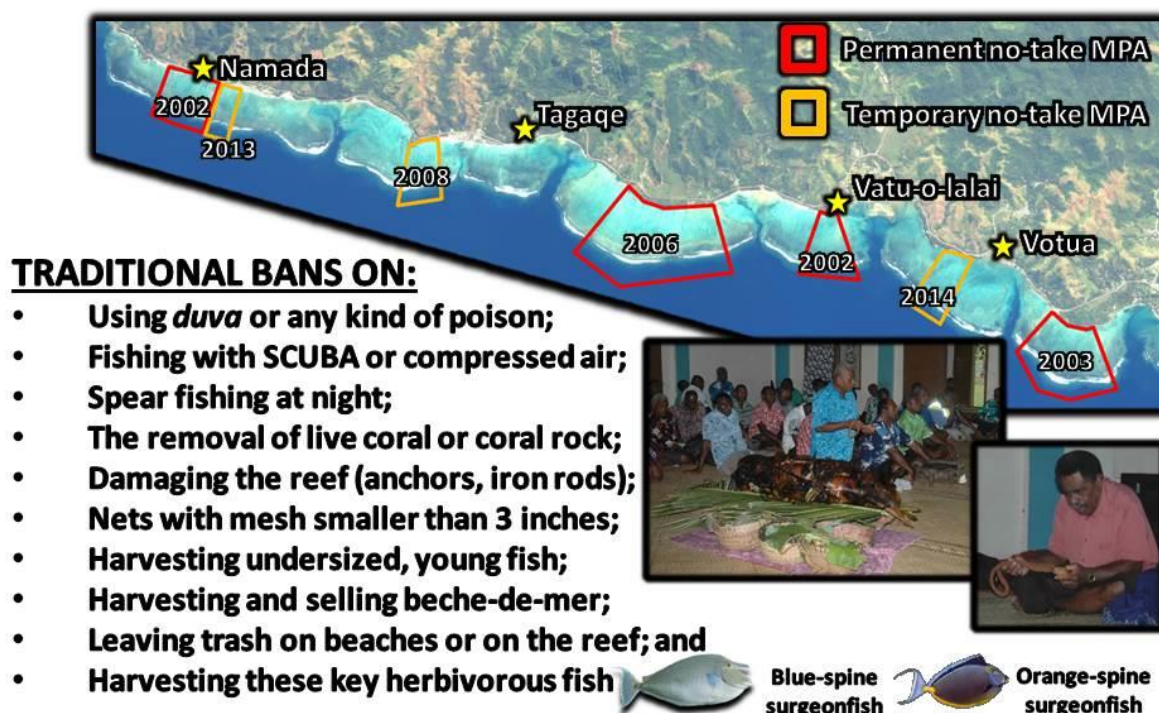 Permanent no-take MPA
Temporary no-take MPA
Namada
2002
2013
Tagaqe
2008
Vatu-o-lalai
2006
2002
Votua
2014
2003
TRADITIONAL BANS ON:
• Using duva or any kind of poison;
• Fishing with SCUBA or compressed air;
• Spear fishing at night;
• The removal of live coral or coral rock;
• Damaging the reef (anchors, iron rods);
• Nets with mesh smaller than 3 inches;
• Harvesting undersized, young fish;
• Harvesting and selling beche-de-mer;
• Leaving trash on beaches or on the reef; and
• Harvesting these key herbivorous fish
Blue-spine
surgeonfish
Orange-spine
surgeonfish